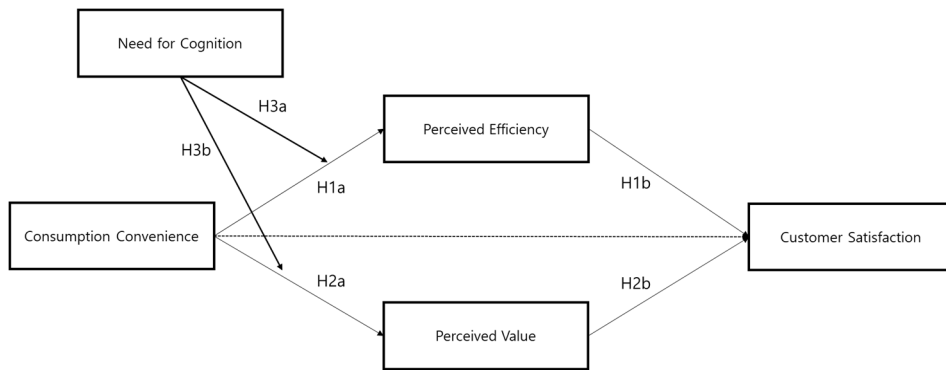 Need for Cognition
H3a
Perceived Efficiency
H3b
H1a
H1b
Consumption Convenience
Customer Satisfaction
H2a
H2b
Perceived Value